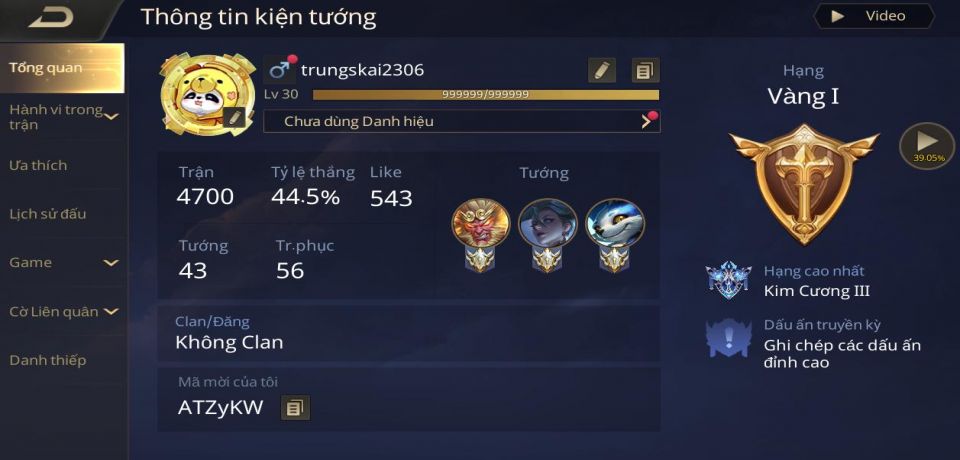 Thông tin kiện tướng
Video
Tổng quan
Hành vi trong
trận
Ưa thích
Lịch sử đấu
Game
Cờ Liên quân
Danh thiếp
trungskai2306
Lv 30
999999/999999
Chưa dùng Danh hiệu
Trận
4700
Tỷ lệ thắng
44.5%
Like
543
Tướng
43
Tr.phục
56
Tướng
Clan/Đăng
Không Clan
Mã mời của tôi
ATZyKW
Hạng
Vàng I
39.05%
Hạng cao nhất
Kim Cương III
Dấu ấn truyền kỳ
Ghi chép các dấu ấn
đỉnh cao